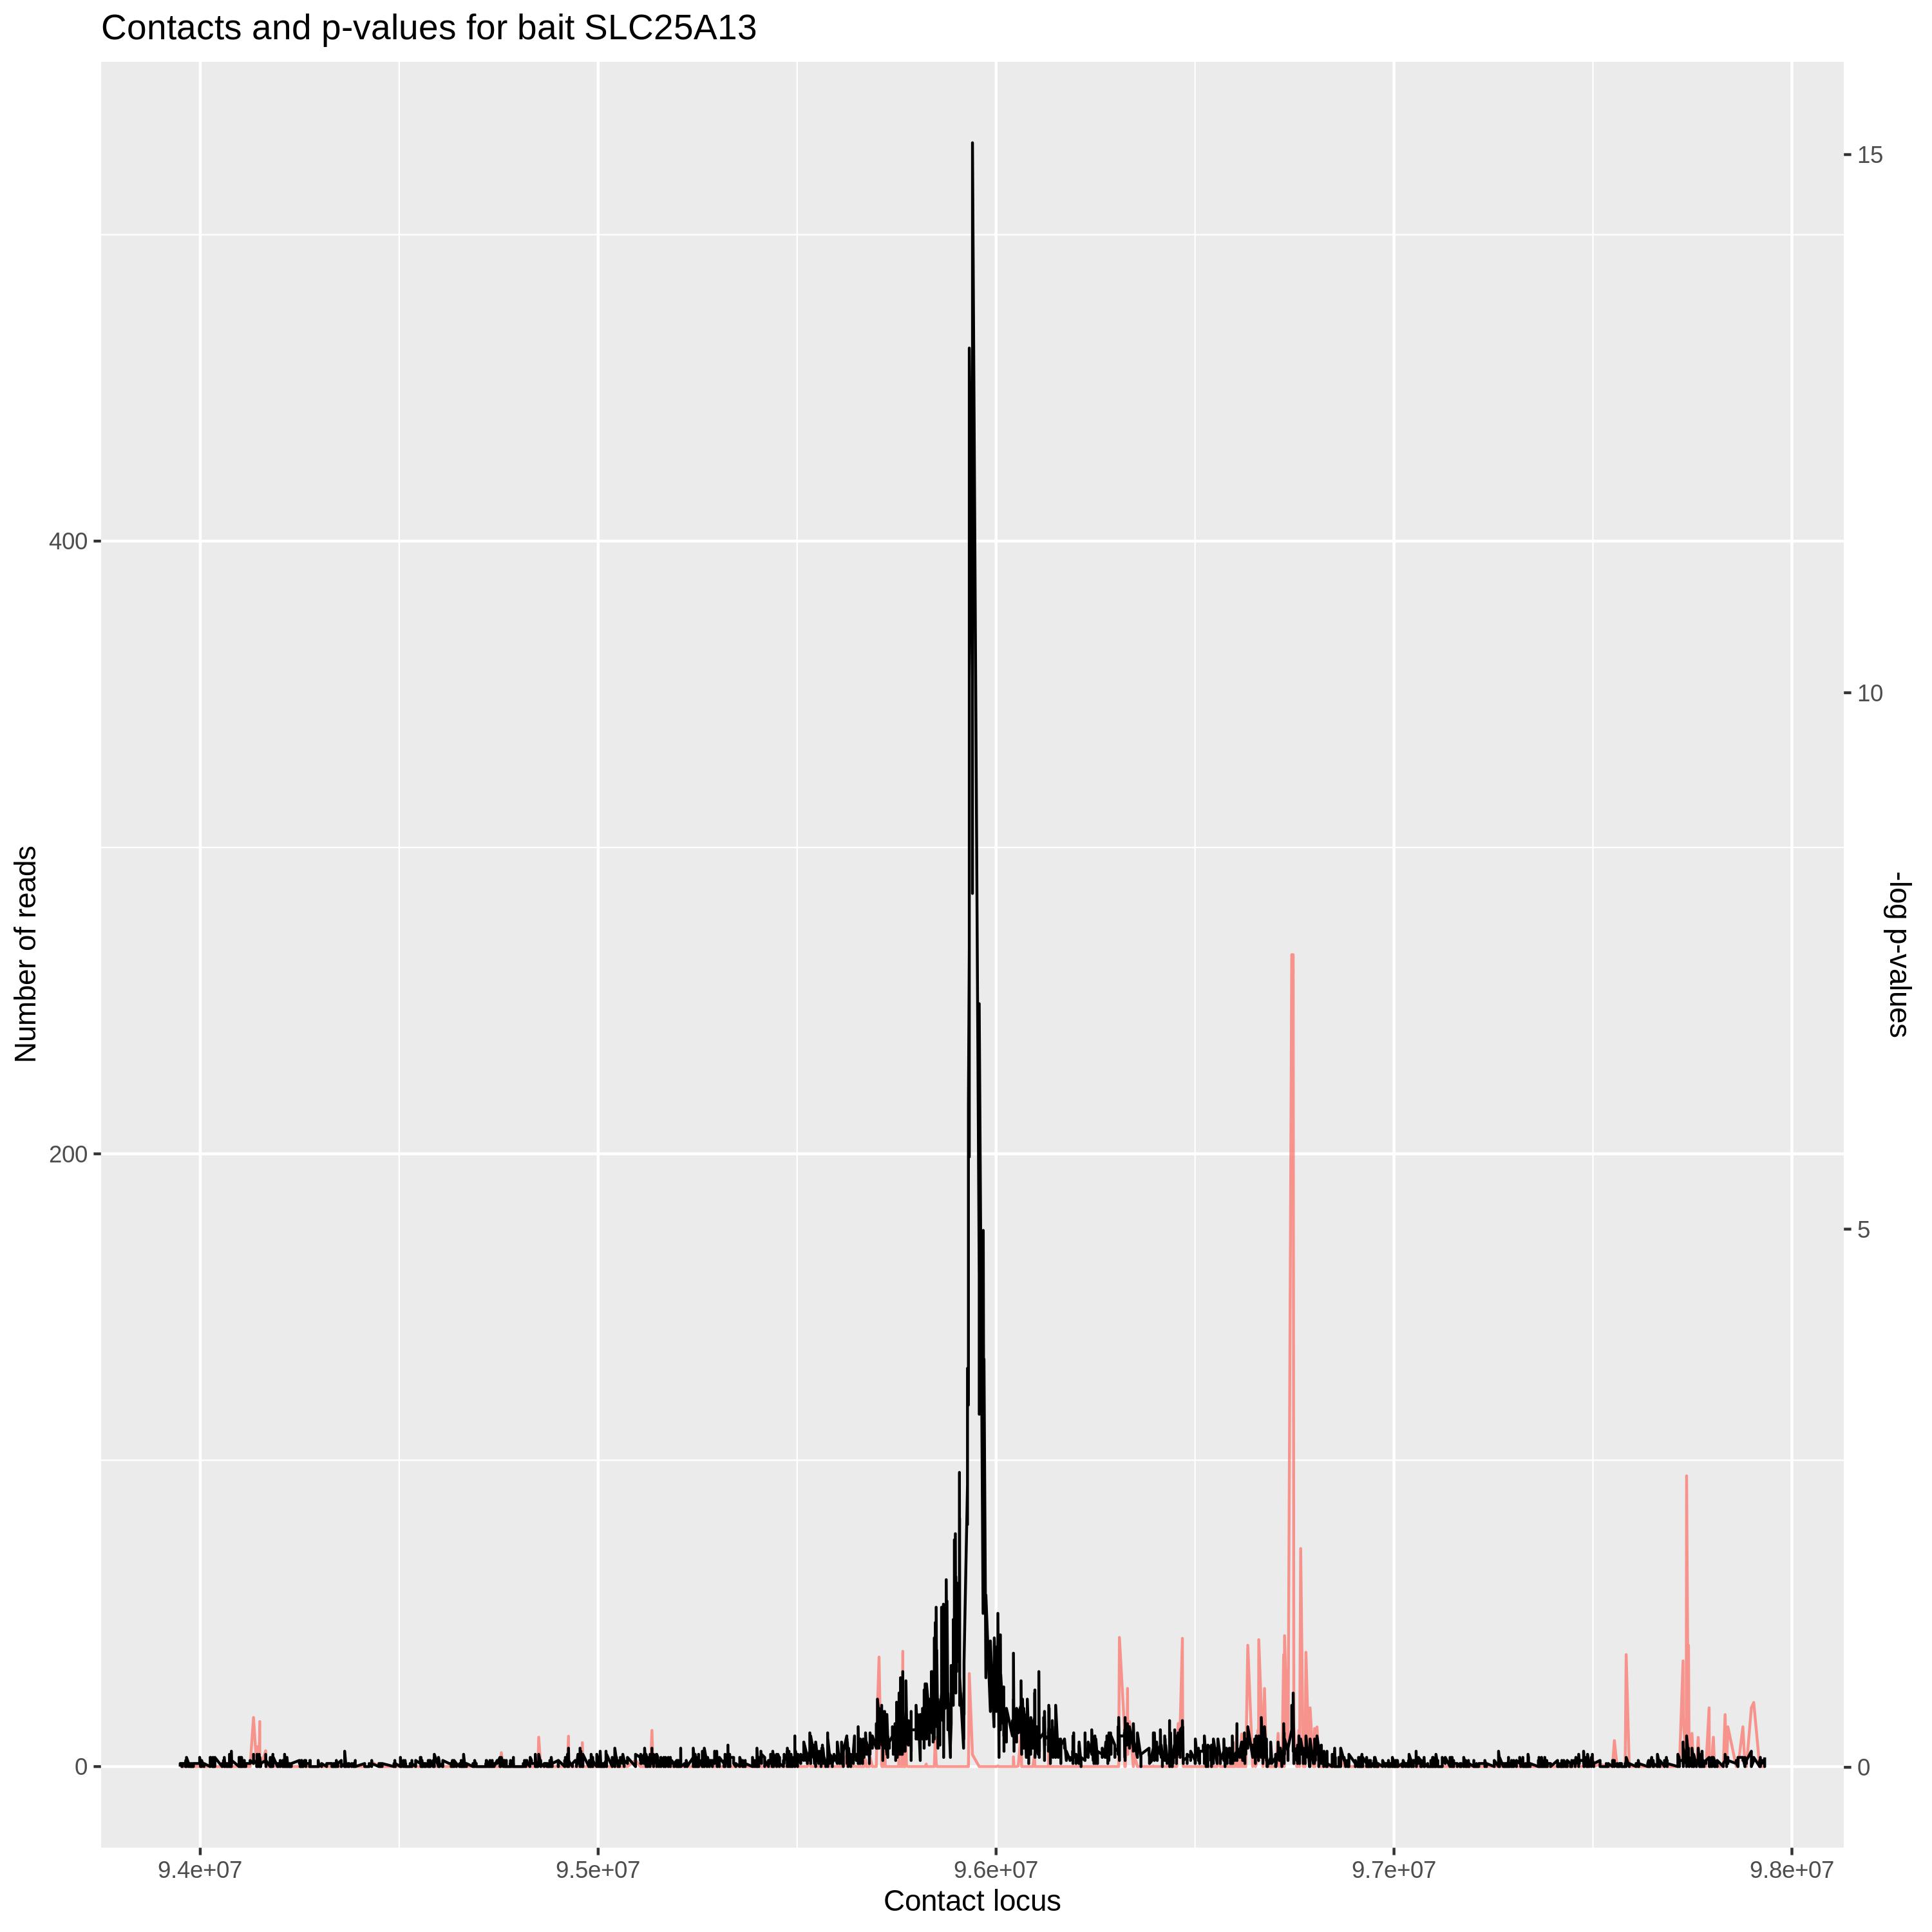 Contacts and p-values for bait SLC25A13
Number of reads
400
200
0
15
10
5
0
-log p-values
9.4e+07 9.5e+07 9.6e+07 9.7e+07 9.8e+07
Contact locus